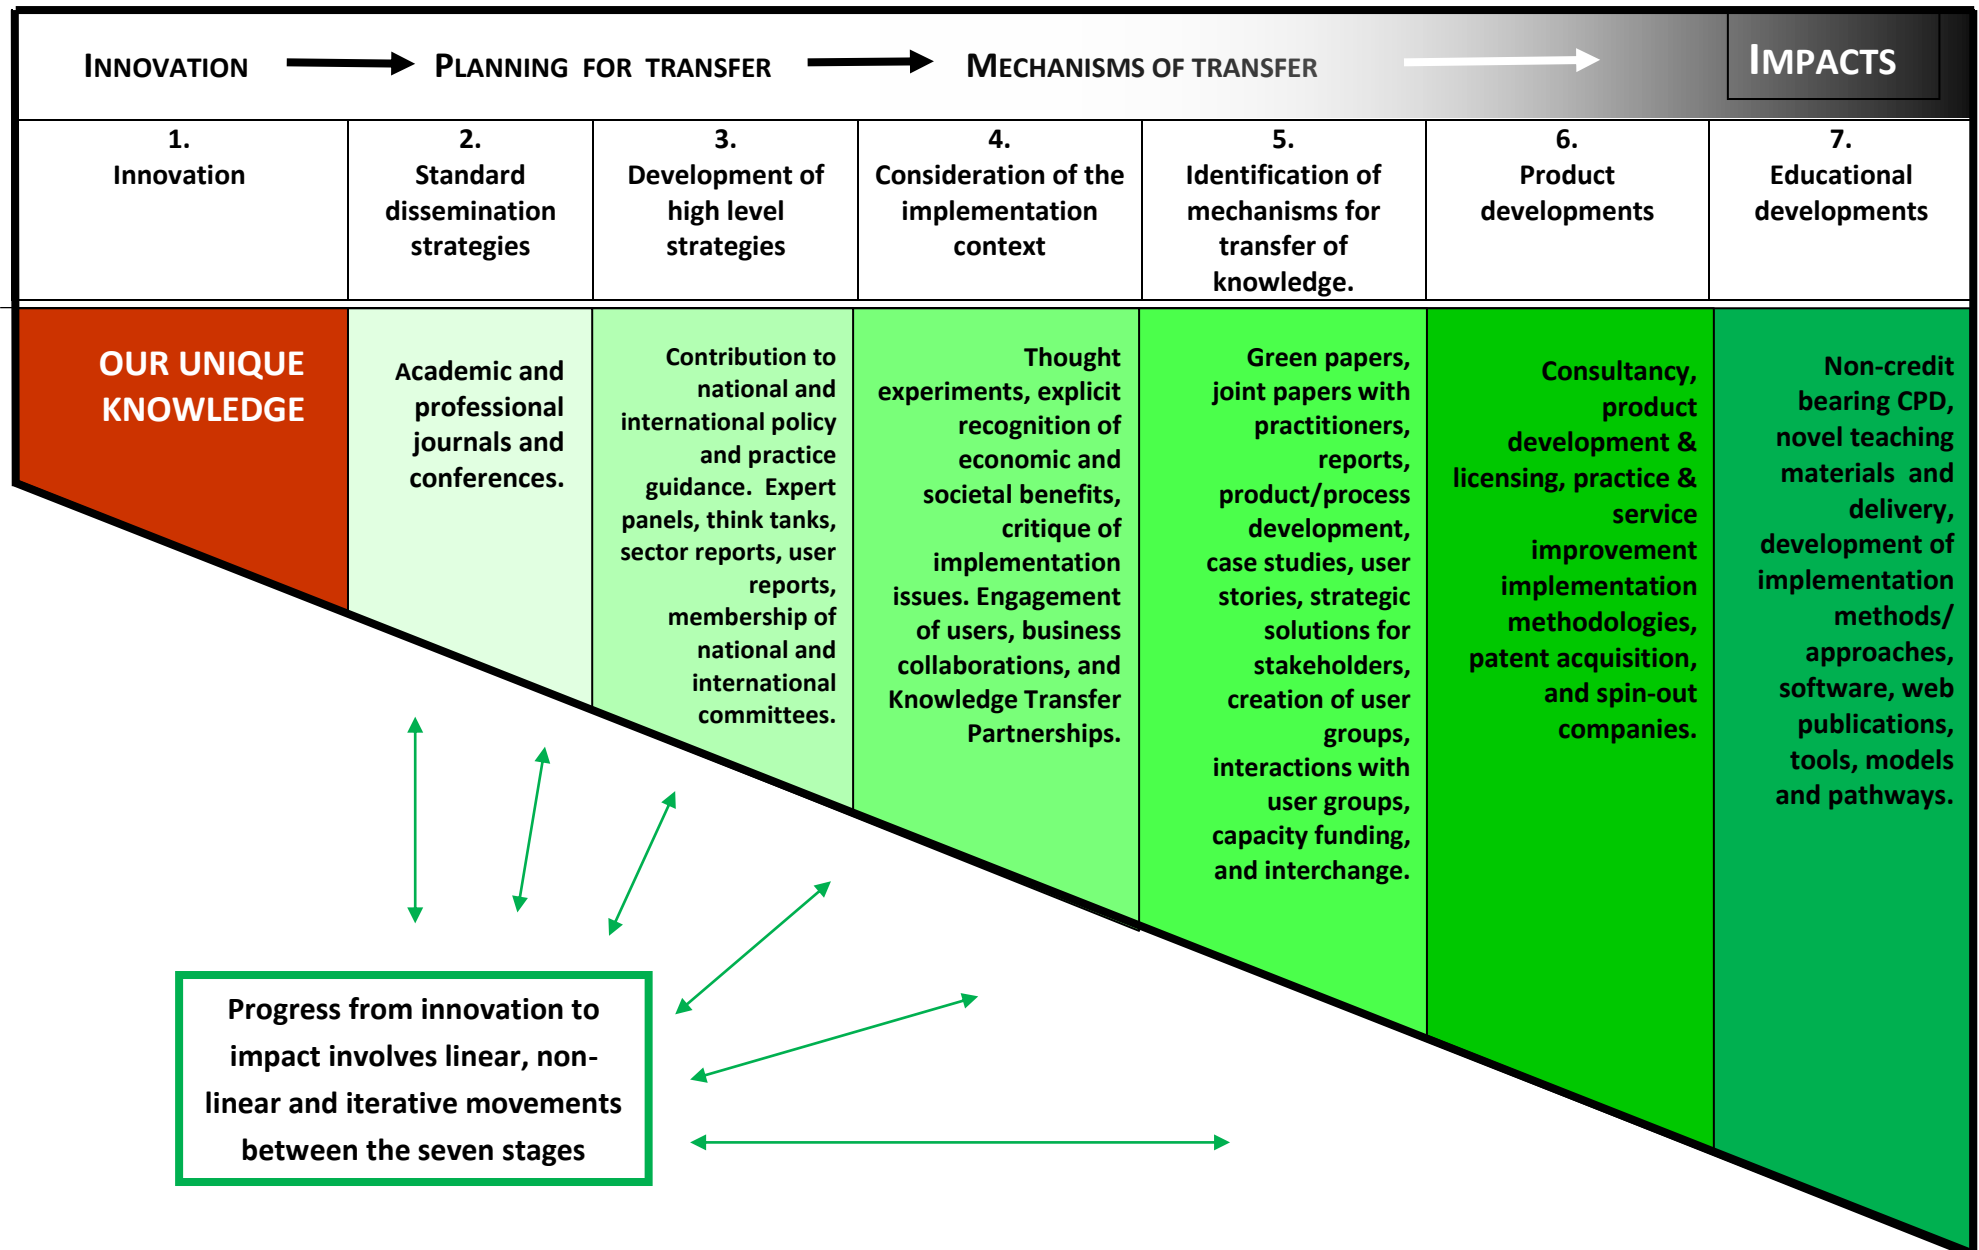 INNOVATION PLANNING FOR TRANSFER MECHANISMS OF TRANSFER IMPACTS
1.
Innovation
2.
Standard
dissemination
strategies
3.
Development of
high level
strategies
4.
Consideration of the
implementation
context
5.
Identification of
mechanisms for
transfer of
knowledge.
6.
Product
developments
7.
Educational
developments
OUR UNIQUE
KNOWLEDGE
Academic and
professional
journals and
conferences.
Contribution to
national and
international policy
and practice
guidance. Expert
panels, think tanks,
sector reports, user
reports,
membership of
national and
international
committees.
Thought
experiments, explicit
recognition of
economic and
societal benefits,
critique of
implementation
issues. Engagement
of users, business
collaborations, and
Knowledge Transfer
Partnerships.
Green papers,
joint papers with
practitioners,
reports,
product/process
development,
case studies, user
stories, strategic
solutions for
stakeholders,
creation of user
groups,
interactions with
user groups,
capacity funding,
and interchange.
Consultancy,
product
development &
licensing, practice &
service
improvement
implementation
methodologies,
patent acquisition,
and spin-out
companies.
Non-credit
bearing CPD,
novel teaching
materials and
delivery,
development of
implementation
methods/
approaches,
software, web
publications,
tools, models
and pathways.
Progress from innovation to
impact involves linear, non-
linear and iterative movements
between the seven stages